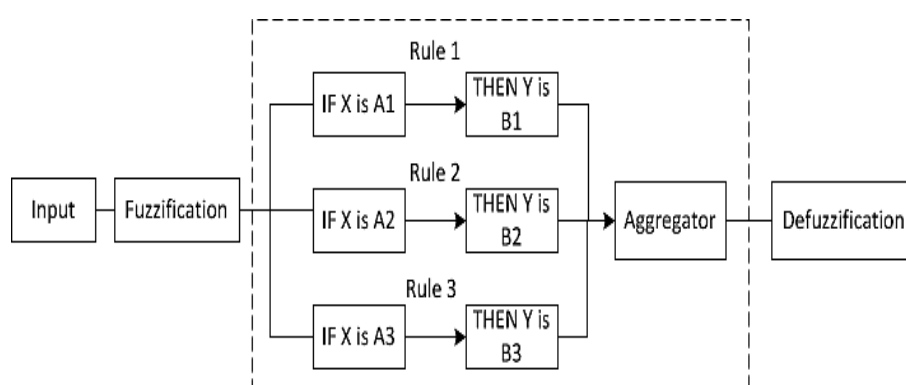 Rule 1
IF X is A1
THEN Y is
B1
Input
Fuzzification
Rule 2
IF X is A2
THEN Y is
B2
Aggregator
Defuzzification
Rule 3
IF X is A3
THEN Y is
B3